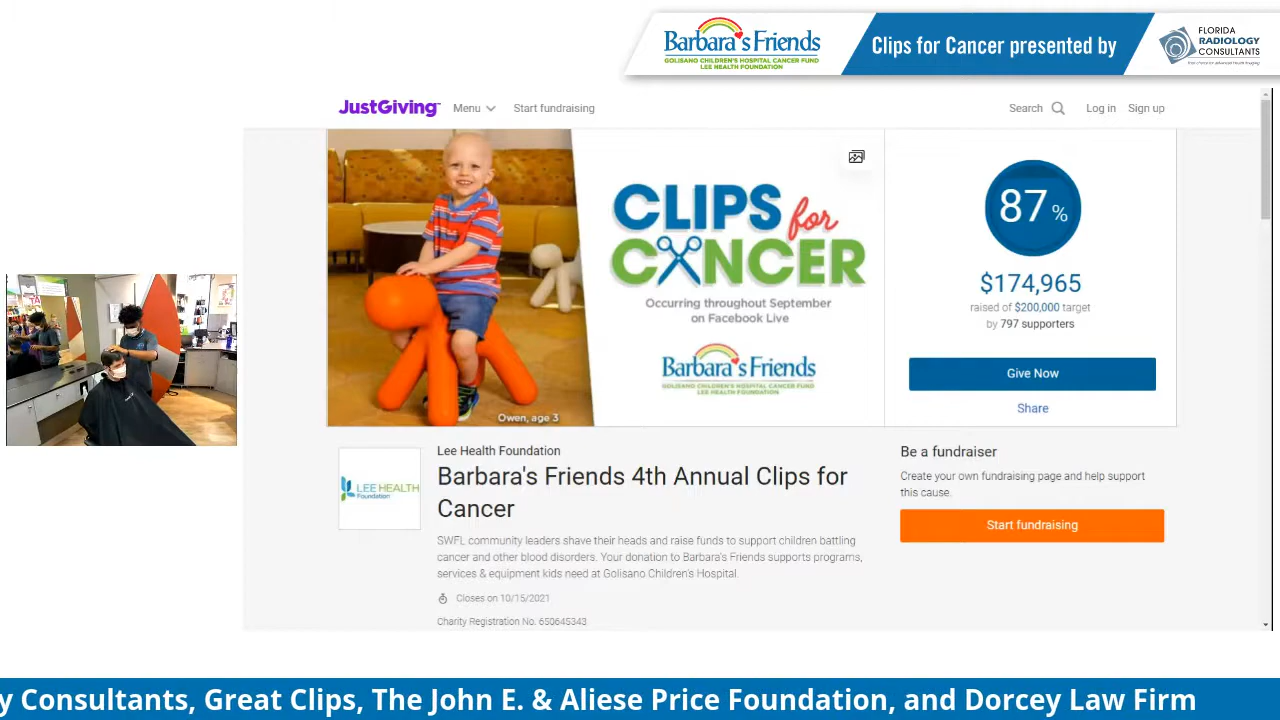 Barbara's Friends
GOLISANO CHILDREN'S HOSPITAL CANCER FUND
LEE HEALTH FOUNDATION
Clips for Cancer presented by
FLORIDA
RADIOLOGY
CONSULTANTS
JustGiving™
Menu
Start fundraising
Search
Log in
Sign up
CLIPS for
CANCER
Occurring throughout September
on Facebook Live
Barbara's Friends
GOLISANO CHILDREN'S HOSPITAL CANCER FUND
LEE HEALTH FOUNDATION
Owen, age 3
87 %
$174,965
raised of $200,000 target
by 797 supporters
Give Now
Share
LEE HEALTH
Foundation
Lee Health Foundation
Barbara's Friends 4th Annual Clips for
Cancer
SWFL community leaders shave their heads and raise funds to support children battling
cancer and other blood disorders. Your donation to Barbara's Friends supports programs,
services & equipment kids need at Golisano Children's Hospital.
Closes on 10/15/2021
Charity Registration No. 650645343
Be a fundraiser
Create your own fundraising page and help support
this cause.
Start fundraising
y Consultants, Great Clips, The John E. & Aliese Price Foundation, and Dorcey Law Firm